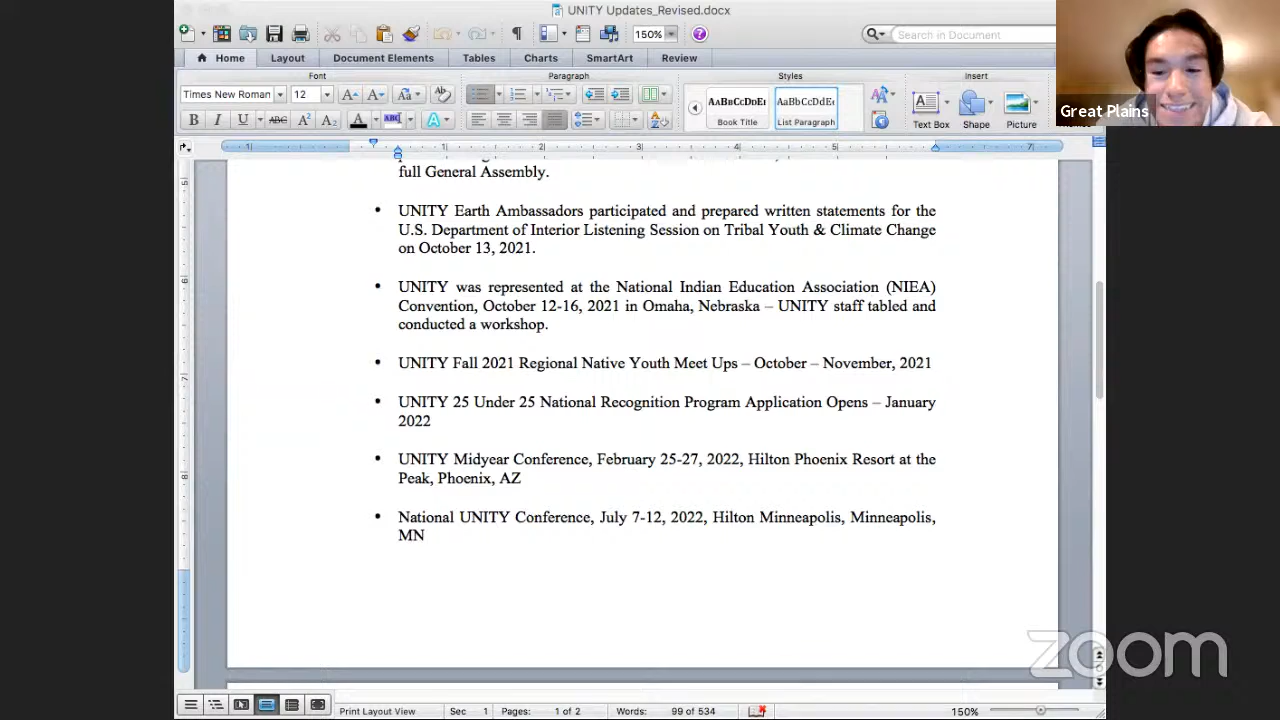 UNITY Updates_Revised.docx
150%
Search in Document
Home Layout Document Elements Tables Charts SmartArt Review
Font Paragraph Styles Insert
Times New Roman 12
AaBbCcDdEe AaBbCcDdEe
Book Title List Paragraph
Text Box Shape Picture
Great Plains
full General Assembly.
• UNITY Earth Ambassadors participated and prepared written statements for the
U.S. Department of Interior Listening Session on Tribal Youth & Climate Change
on October 13, 2021.
• UNITY was represented at the National Indian Education Association (NIEA)
Convention, October 12-16, 2021 in Omaha, Nebraska – UNITY staff tabled and
conducted a workshop.
• UNITY Fall 2021 Regional Native Youth Meet Ups – October – November, 2021
• UNITY 25 Under 25 National Recognition Program Application Opens – January
2022
• UNITY Midyear Conference, February 25-27, 2022, Hilton Phoenix Resort at the
Peak, Phoenix, AZ
• National UNITY Conference, July 7-12, 2022, Hilton Minneapolis, Minneapolis,
MN
zoom
Print Layout View Sec 1 Pages: 1 of 2 Words: 99 of 534 150%